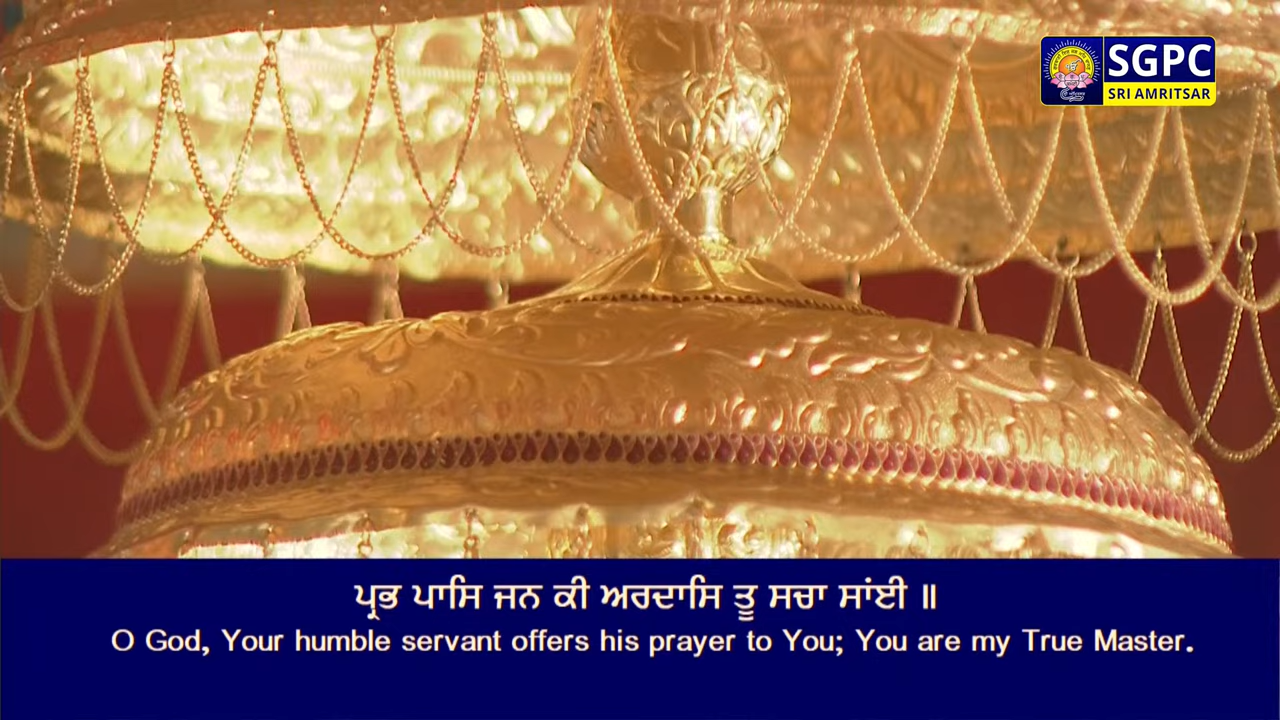 SGPC
SRI AMRITSAR
ਪ੍ਰਭ ਪਾਸਿ ਜਨ ਕੀ ਅਰਦਾਸਿ ਤੂ ਸਚਾ ਸਾਂਈ ॥
O God, Your humble servant offers his prayer to You; You are my True Master.